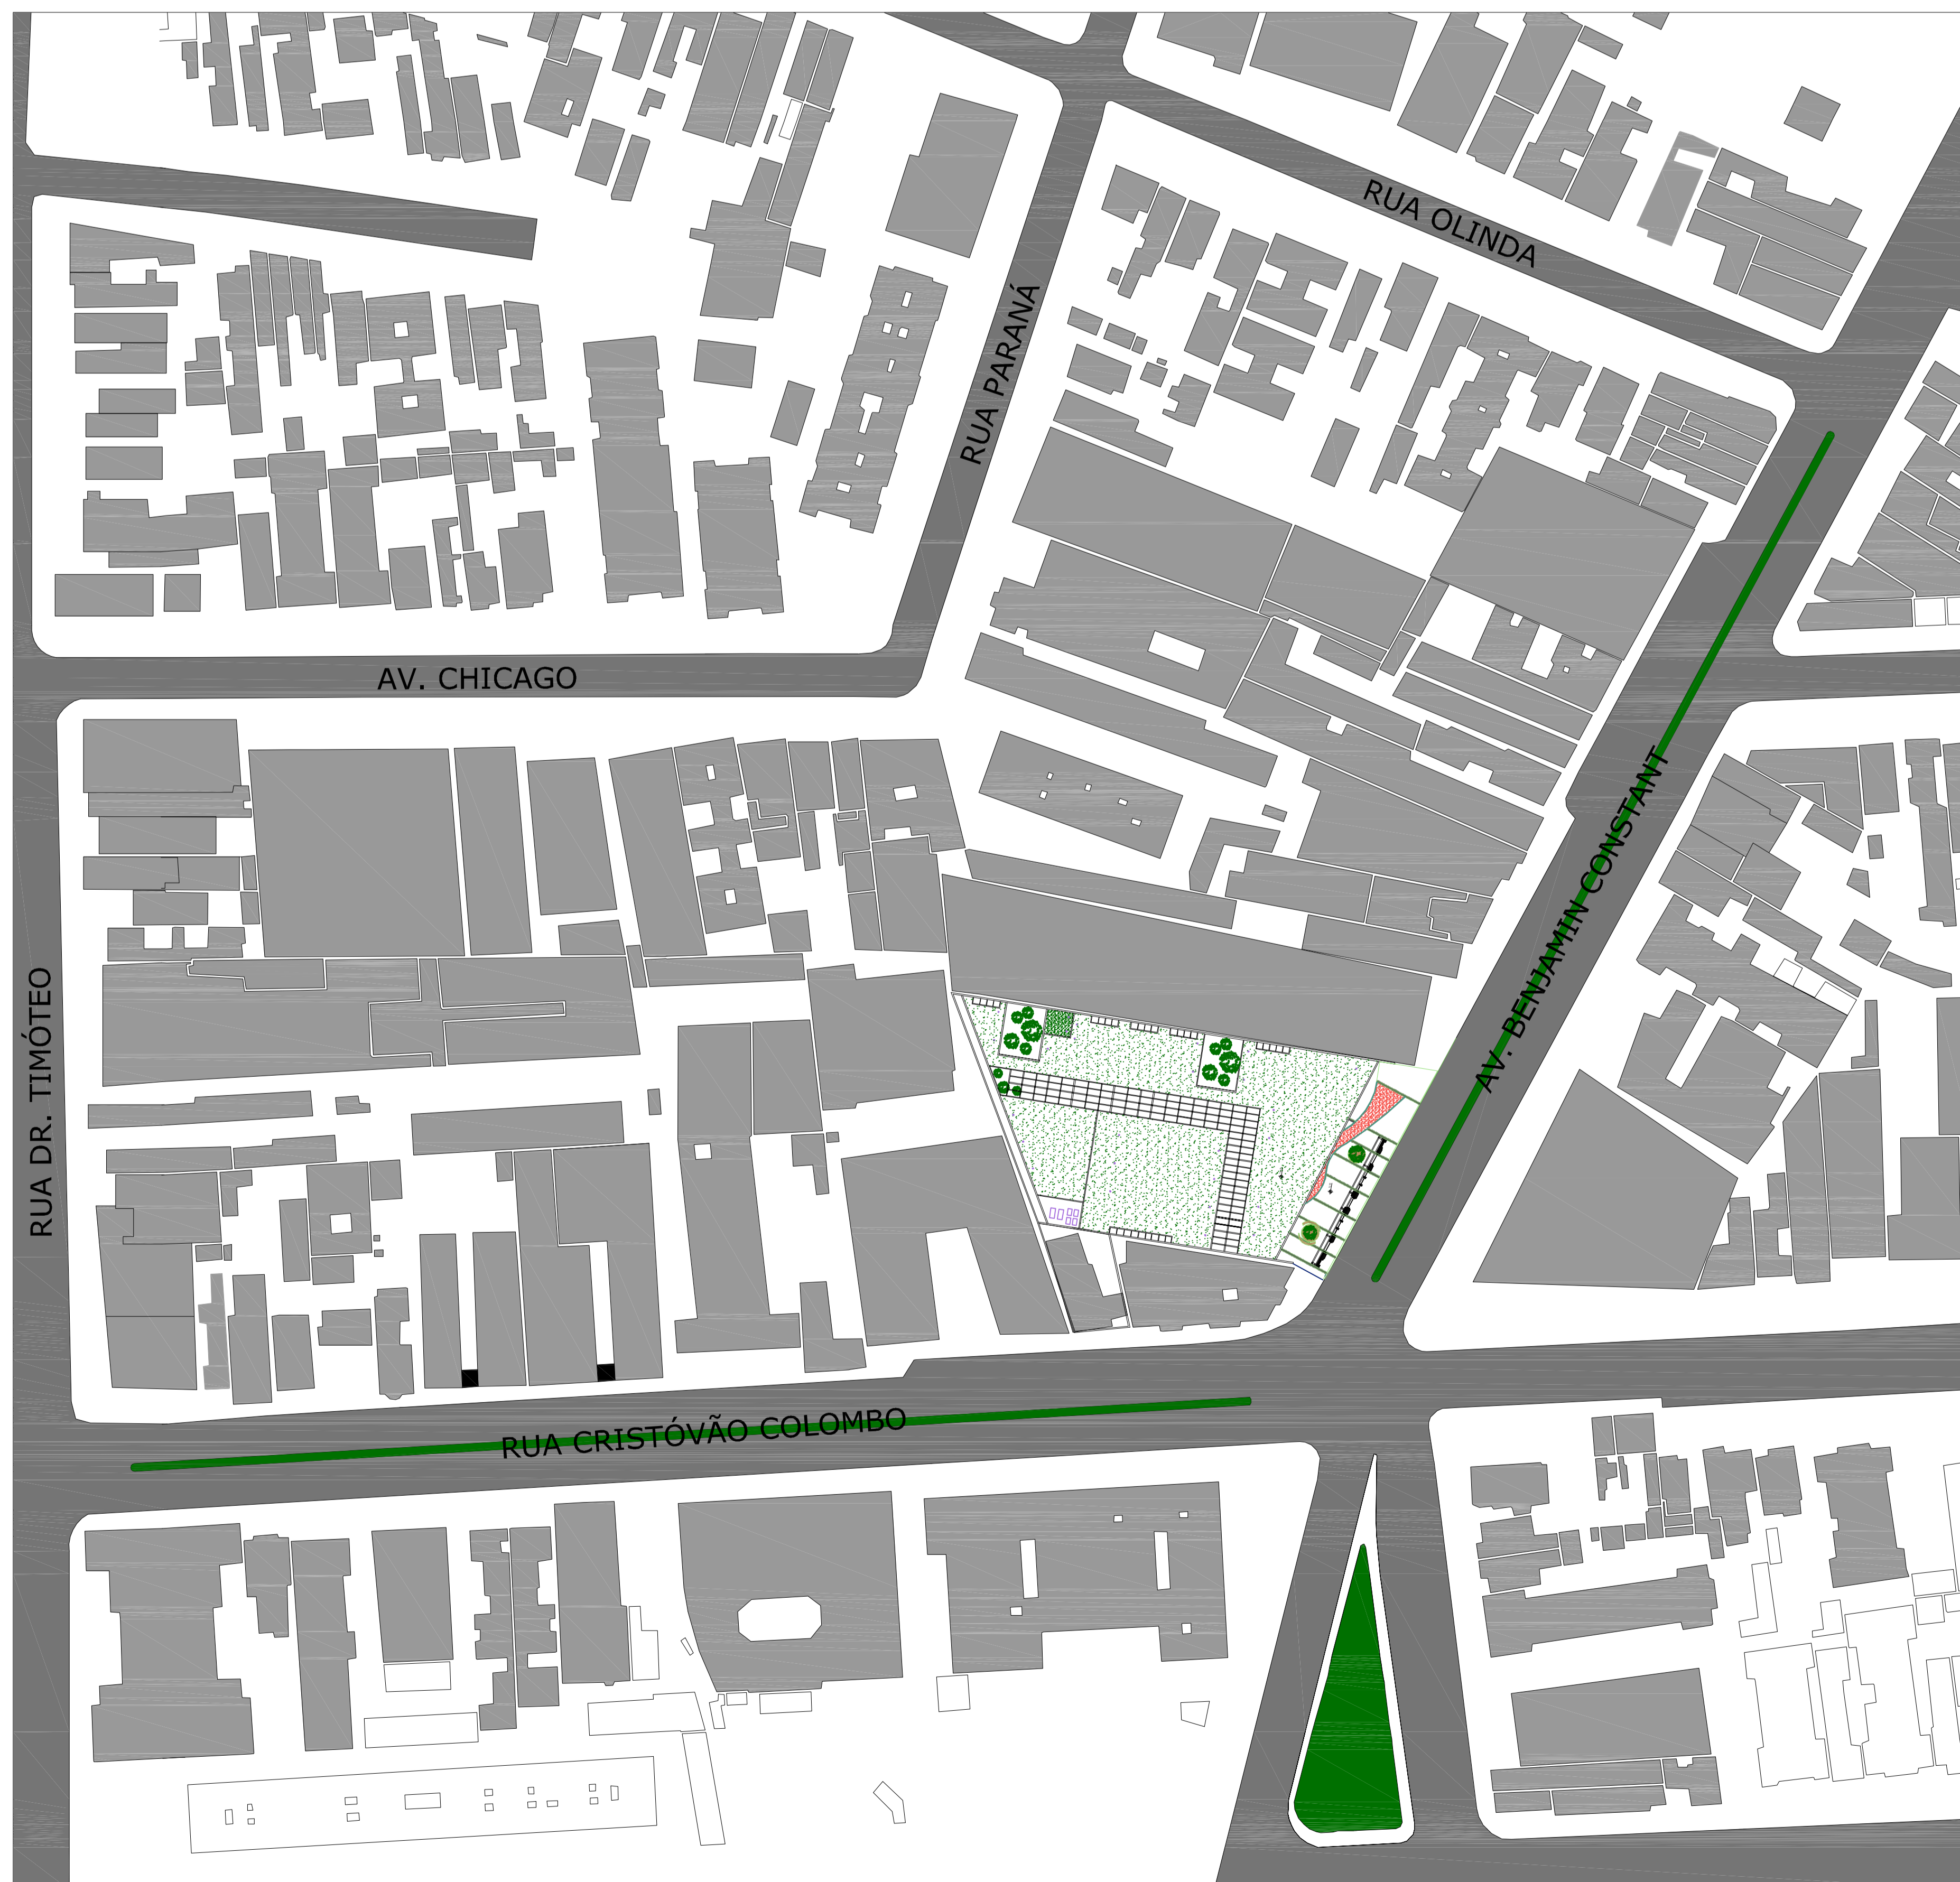 RUA OLINDA
RUA PARANÁ
AV. CHICAGO
AV. BENJAMIN CONSTANT
RUA DR. TIMÓTEO
RUA CRISTÓVÃO COLOMBO